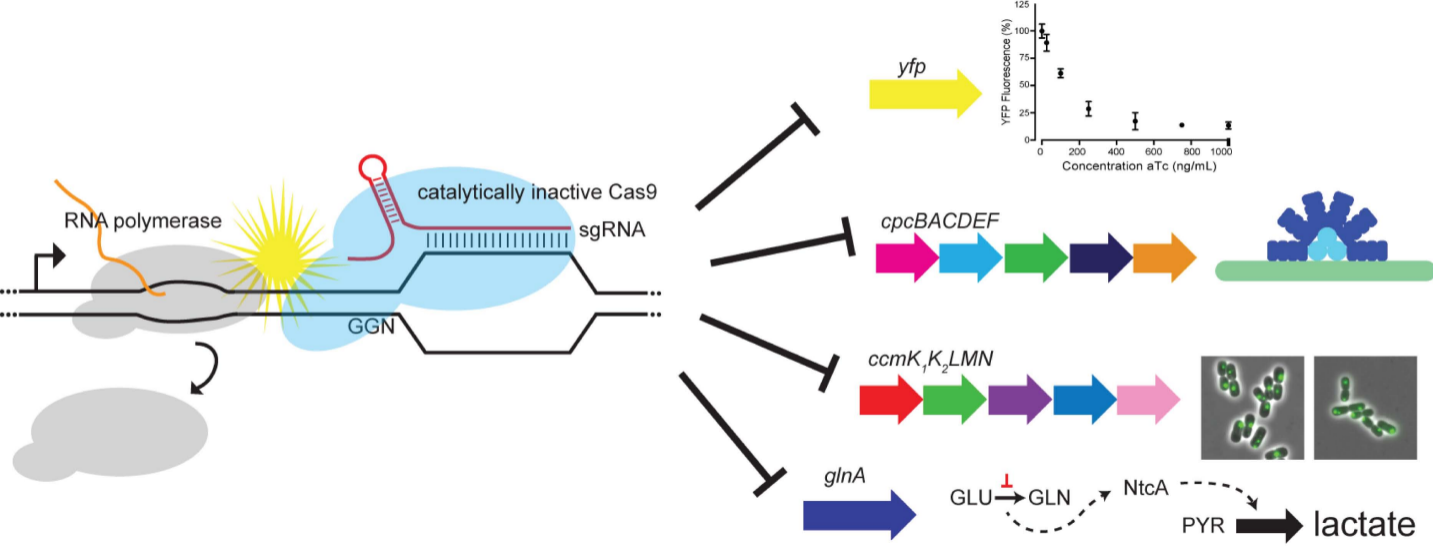 RNA polymerase
catalytically inactive Cas9
sgRNA
GGN
yfp
YFP Fluorescence (%)
125
100
75
50
25
0
0 200 400 600 800 1000
Concentration aTc (ng/mL)
cpcBACDEF
ccmK₁K₂LMN
glnA
GLU GLN
NtcA
PYR lactate